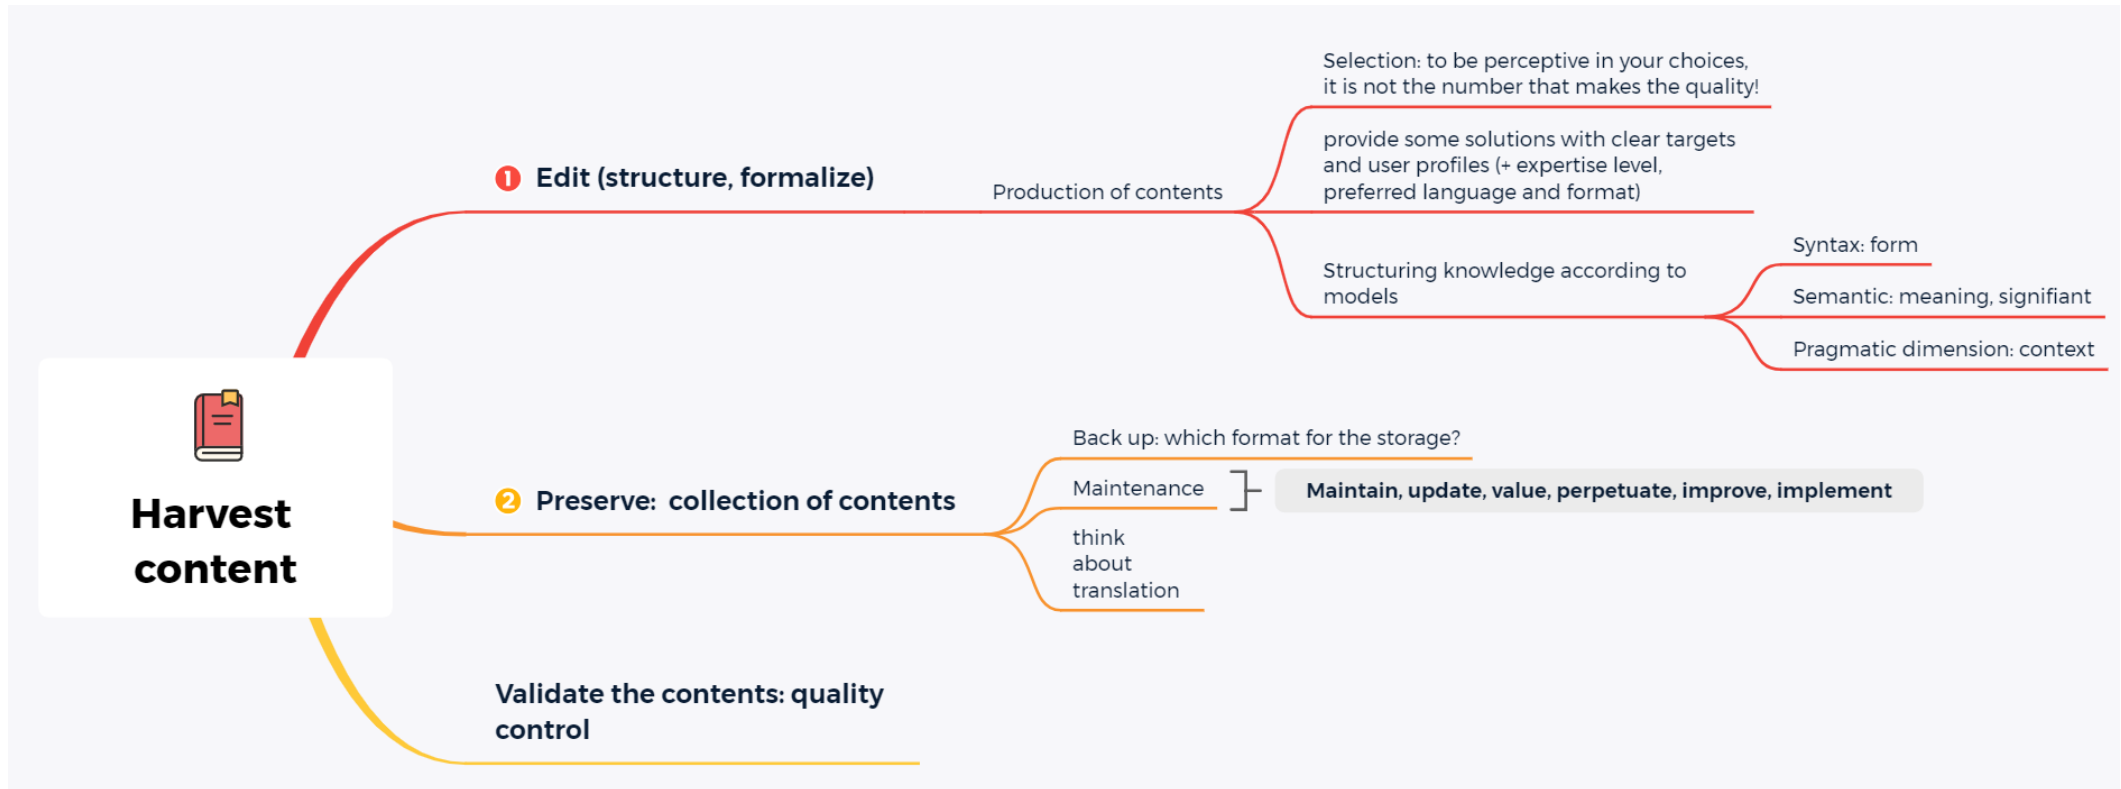 Harvest
content
1 Edit (structure, formalize)
Production of contents
Selection: to be perceptive in your choices,
it is not the number that makes the quality!
provide some solutions with clear targets
and user profiles (+ expertise level,
preferred language and format)
Structuring knowledge according to
models
Syntax: form
Semantic: meaning, signifiant
Pragmatic dimension: context
2 Preserve: collection of contents
Back up: which format for the storage?
Maintenance
Maintain, update, value, perpetuate, improve, implement
think
about
translation
Validate the contents: quality
control